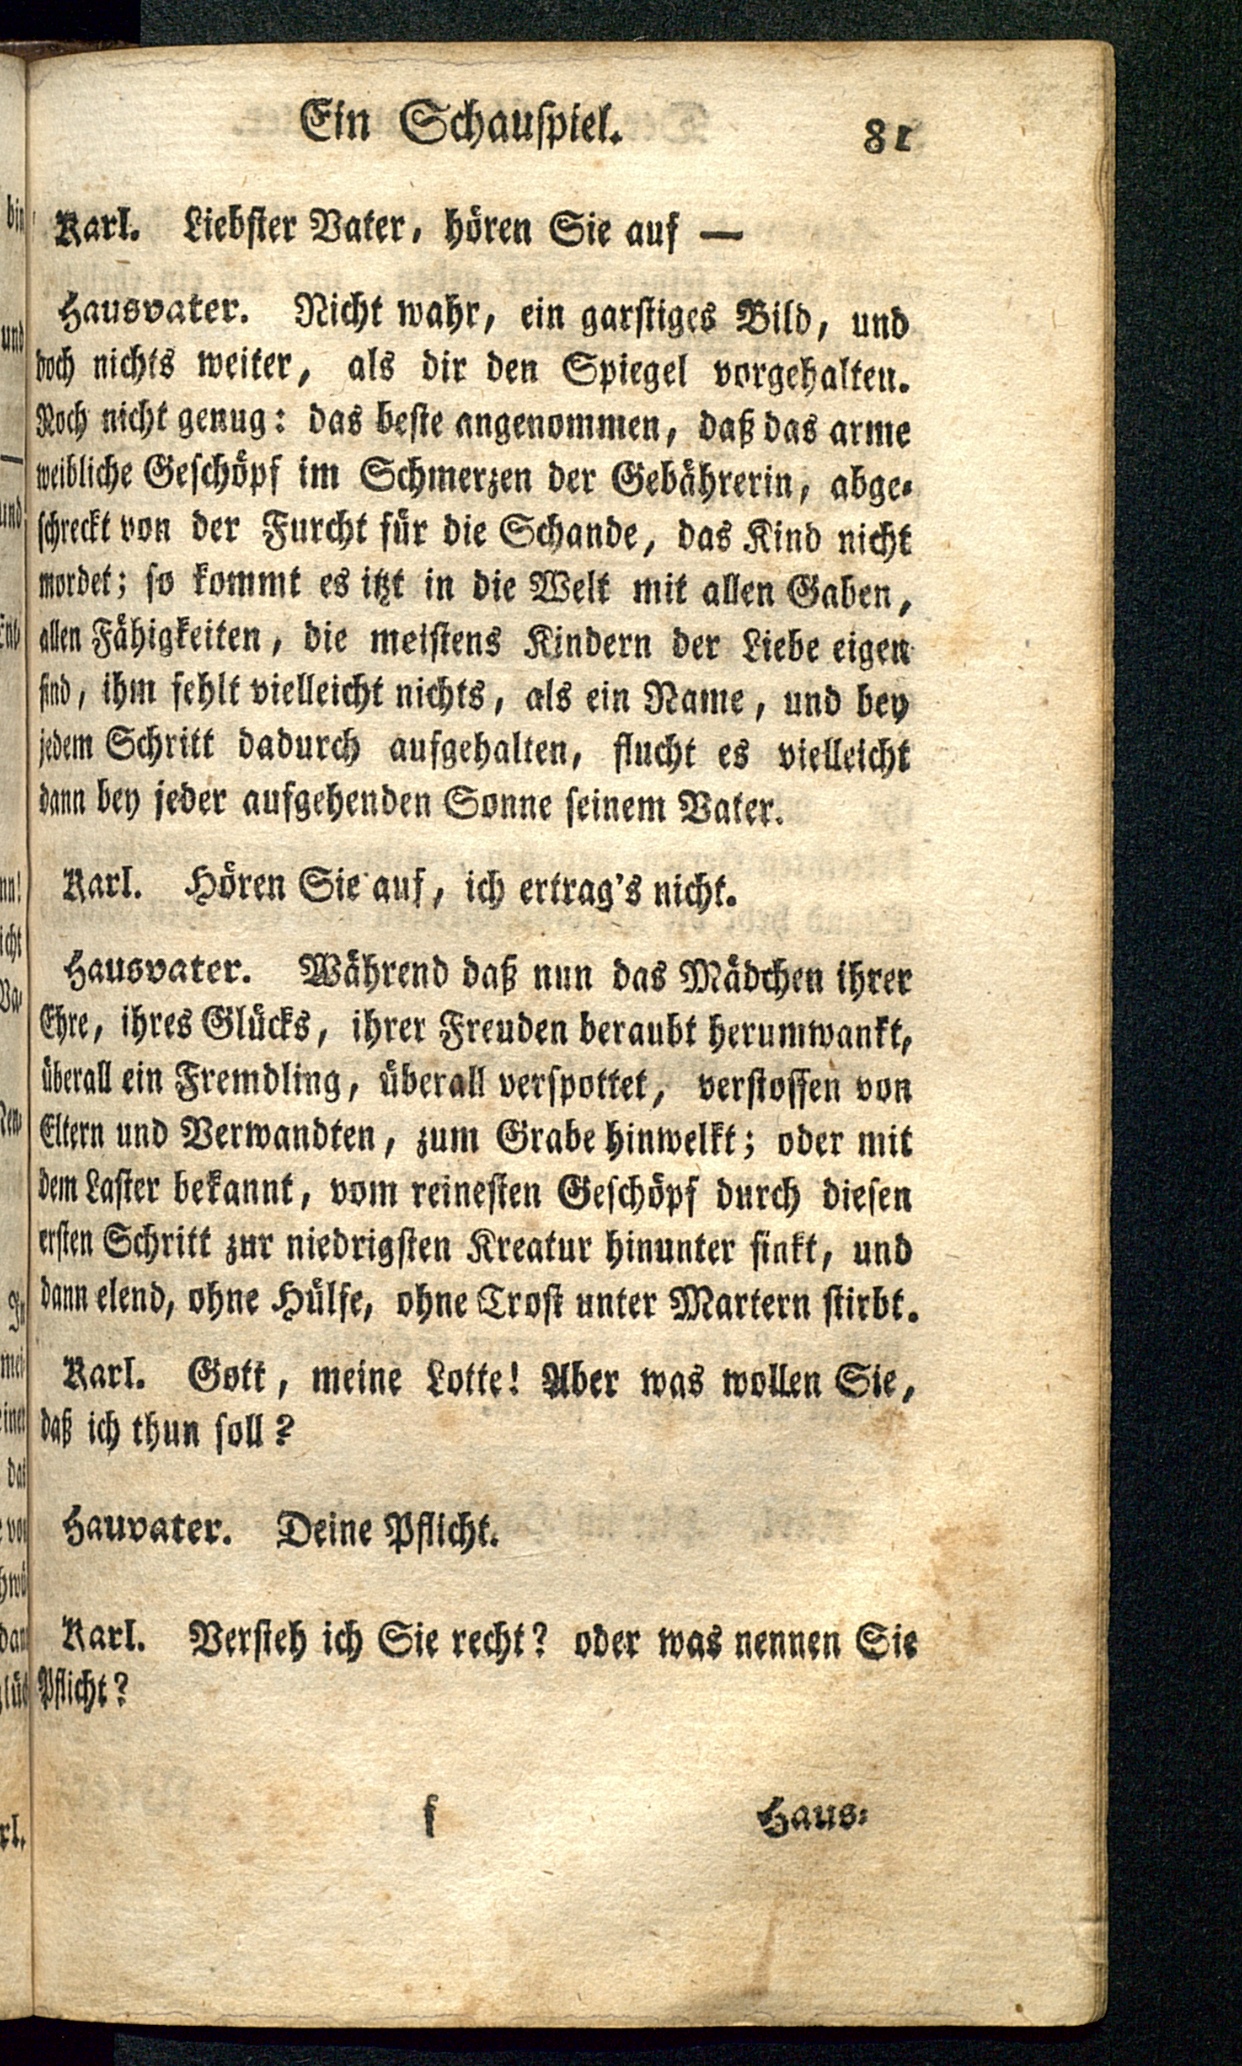 Ein Schauspiel. 81
Karl. Liebster Vater, hören Sie auf —
Hausvater. Nicht wahr, ein garstiges Bild, und
doch nichts weiter, als dir den Spiegel vorgehalten.
Noch nicht genug: das beste angenommen, daß das arme
weibliche Geschöpf im Schmerzen der Gebährerin, abge-
schreckt von der Furcht für die Schande, das Kind nicht
mordet; so kommt es itzt in die Welt mit allen Gaben,
allen Fähigkeiten, die meistens Kindern der Liebe eigen
sind, ihm fehlt vielleicht nichts, als ein Name, und bey
jedem Schritt dadurch aufgehalten, flucht es vielleicht
dann bey jeder aufgehenden Sonne seinem Vater.
Karl. Hören Sie auf, ich ertrag's nicht.
Hausvater. Während daß nun das Mädchen ihrer
Ehre, ihres Glücks, ihrer Freuden beraubt herumwankt,
überall ein Fremdling, überall verspottet, verstossen von
Eltern und Verwandten, zum Grabe hinwelkt; oder mit
dem Laster bekannt, vom reinesten Geschöpf durch diesen
ersten Schritt zur niedrigsten Kreatur hinunter sinkt, und
dann elend, ohne Hülfe, ohne Trost unter Martern stirbt.
Karl. Gott, meine Lotte! Aber was wollen Sie,
daß ich thun soll?
Hauvater. Deine Pflicht.
Karl. Versteh ich Sie recht? oder was nennen Sie
Pflicht?
f Haus-